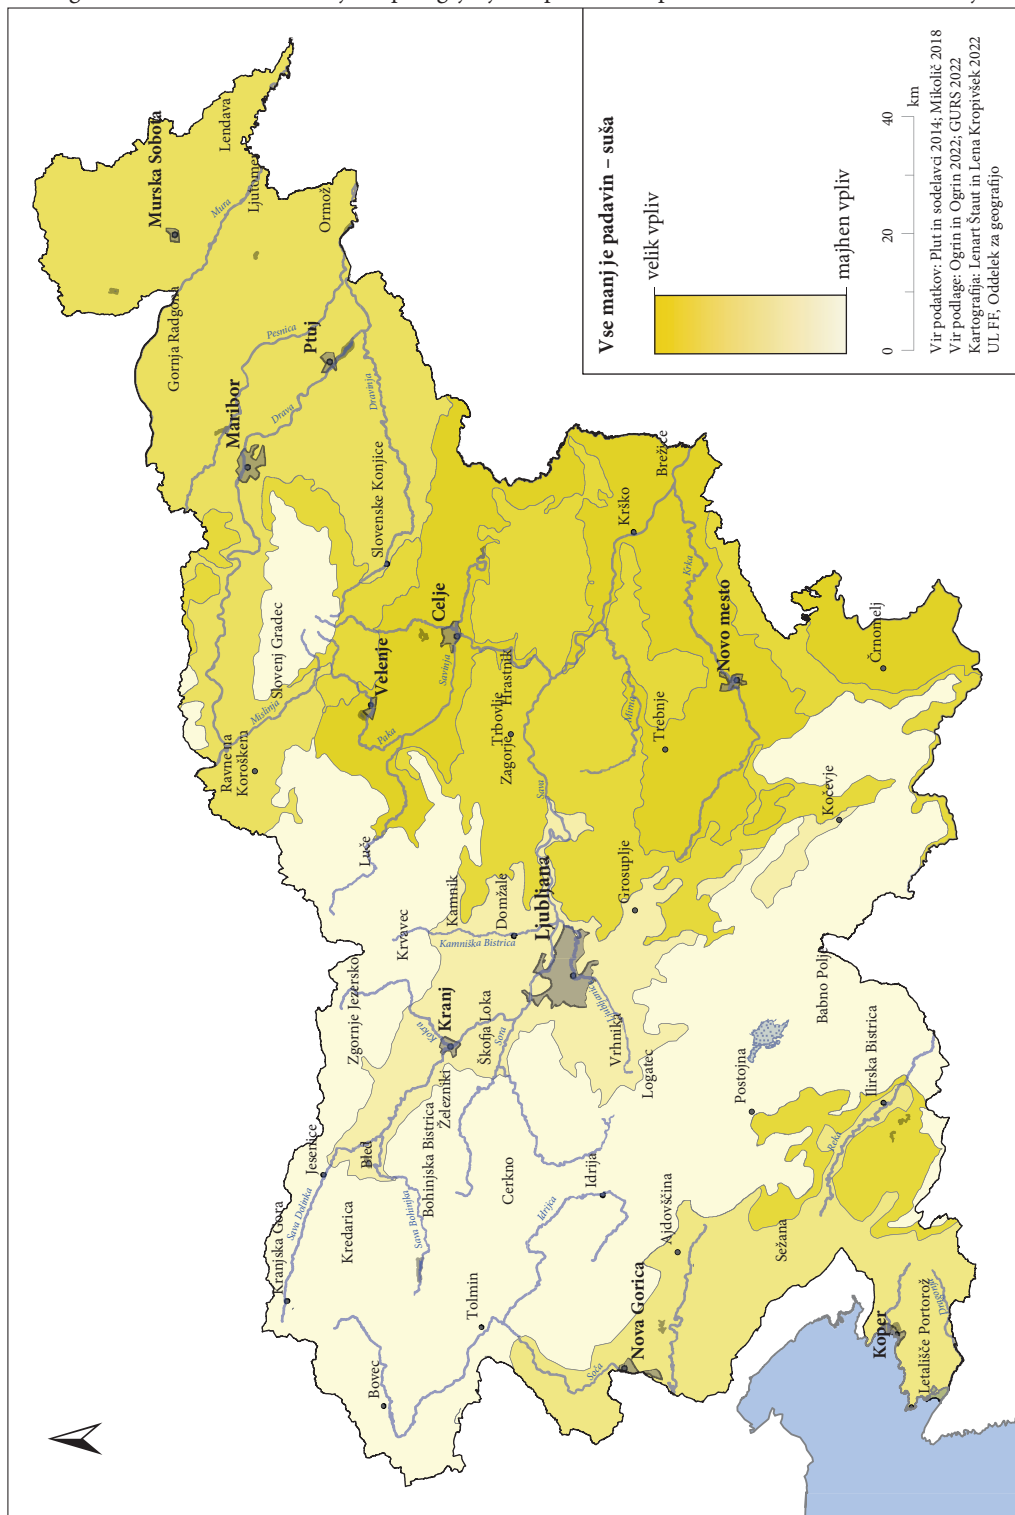 Murska Sobota
Lendava
Ljutomer
Mura
Ormož
Gornja Radgona
Pesnica
Ptuj
Maribor
Drava
Dravinja
Slovenske Konjice
Slovenj Gradec
Mislinja
Ravne na
Koroškem
Velenje
Celje
Paka
Savinja
Luče
Krško
Brežice
Krka
Novo mesto
Črnomelj
Hrastnik
Trbovlje
Zagorje
Mirna
Trebnje
Sava
Kočevje
Grosuplje
Ljubljana
Domžale
Kamnik
Kamniška Bistrica
Krvavec
Zgornje Jezersko
Kokra
Kranj
Škofja Loka
Sora
Železniki
Ljubljanica
Vrhnika
Logatec
Babno Polje
Postojna
Ilirska Bistrica
Reka
Jesenice
Bled
Bohinjska Bistrica
Sava Bohinjka
Sava Dolinka
Kranjska Gora
Kredarica
Cerkno
Idrija
Idrijca
Tolmin
Bovec
Ajdovščina
Sežana
Nova Gorica
Soča
Koper
Letališče Portorož
Dragonja
Vse manj je padavin – suša
velik vpliv
majhen vpliv
0
20
40
km
Vir podatkov: Plut in sodelavci 2014; Mikolič 2018
Vir podlage: Ogrin in Ogrin 2022; GURS 2022
Kartografija: Lenart Štaut in Lena Kropivšek 2022
UL FF, Oddelek za geografijo